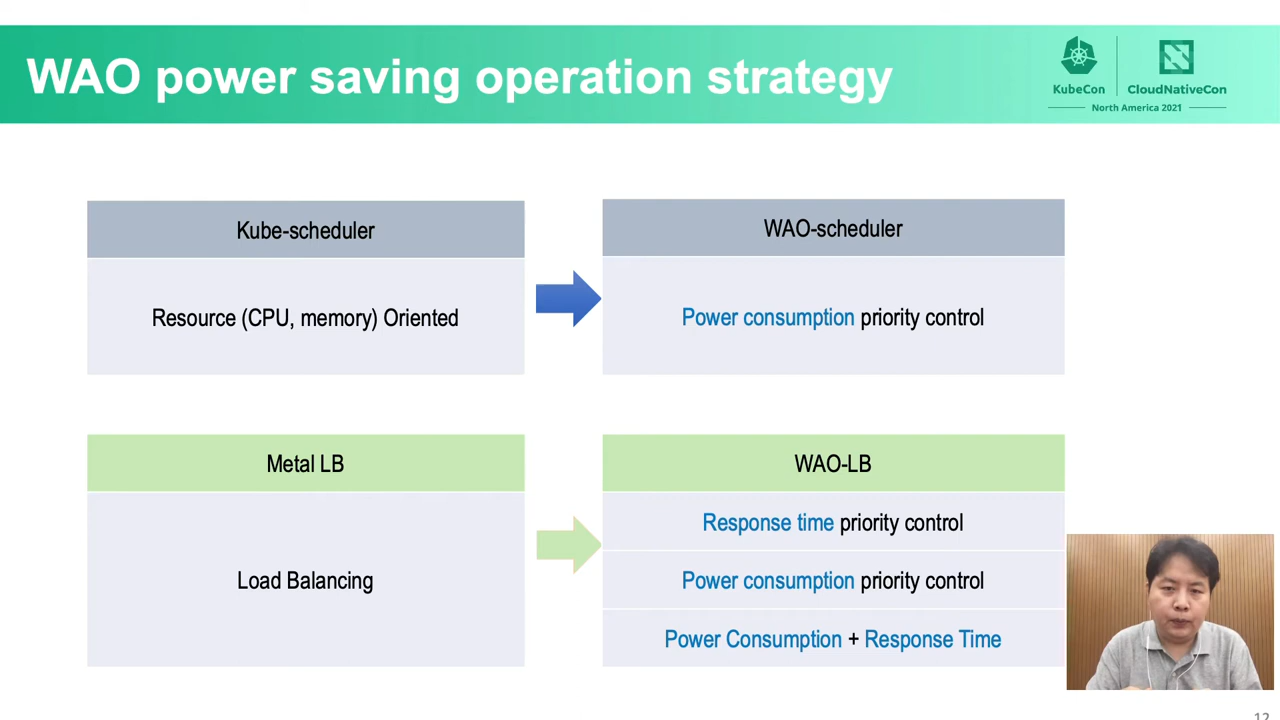 WAO power saving operation strategy
KubeCon
CloudNativeCon
North America 2021
Kube-scheduler
Resource (CPU, memory) Oriented
WAO-scheduler
Power consumption priority control
Metal LB
Load Balancing
WAO-LB
Response time priority control
Power consumption priority control
Power Consumption + Response Time
12